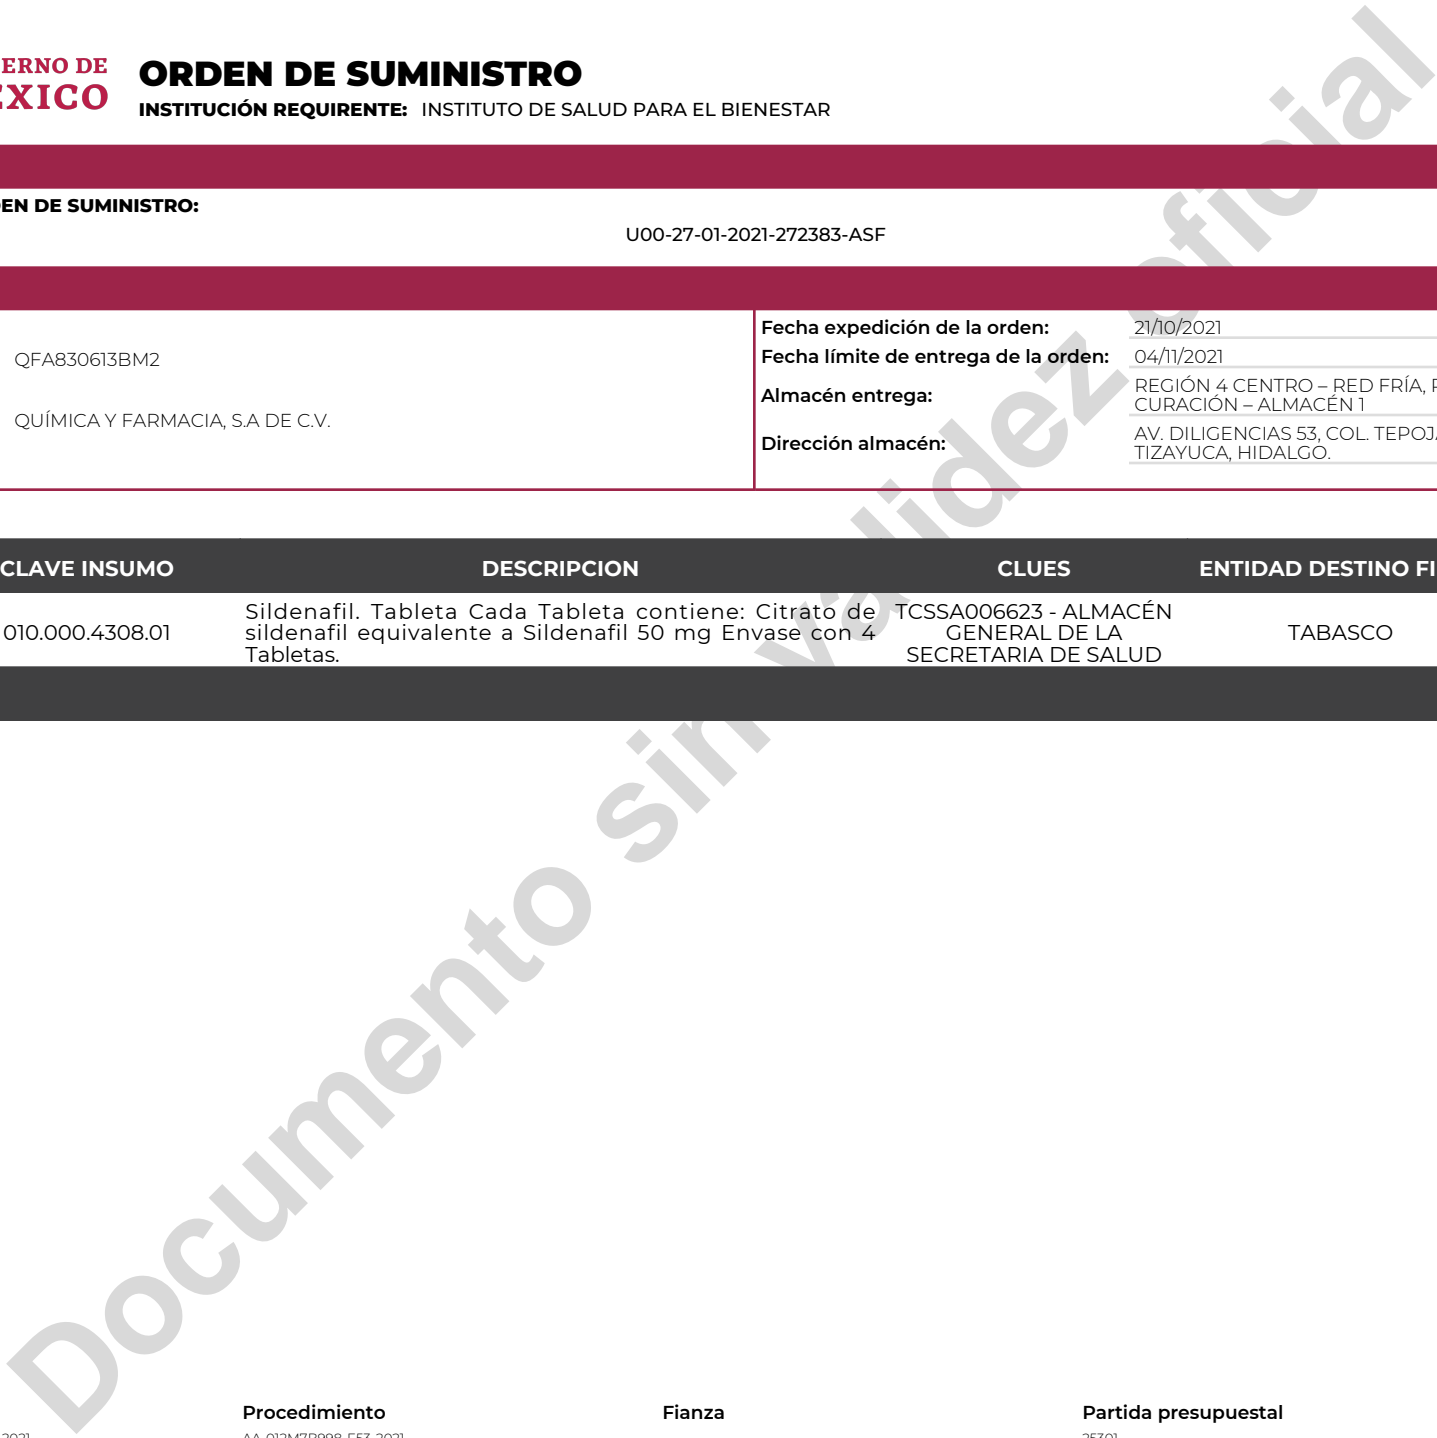 ERNO DE
EXICO
ORDEN DE SUMINISTRO
INSTITUCIÓN REQUIRENTE: INSTITUTO DE SALUD PARA EL BIENESTAR
EN DE SUMINISTRO:
U00-27-01-2021-272383-ASF
QFA830613BM2
QUÍMICA Y FARMACIA, S.A DE C.V.
Fecha expedición de la orden: 21/10/2021
Fecha límite de entrega de la orden: 04/11/2021
Almacén entrega: REGIÓN 4 CENTRO – RED FRÍA,
CURACIÓN – ALMACÉN 1
Dirección almacén: AV. DILIGENCIAS 53, COL. TEPOJA
TIZAYUCA, HIDALGO.
CLAVE INSUMO DESCRIPCION CLUES ENTIDAD DESTINO FI
010.000.4308.01
Sildenafil. Tableta Cada Tableta contiene: Citrato de
sildenafil equivalente a Sildenafil 50 mg Envase con 4
Tabletas.
TCSSA006623 - ALMACÉN
GENERAL DE LA
SECRETARIA DE SALUD
TABASCO
Documento sin validez oficial
Procedimiento Fianza Partida presupuestal